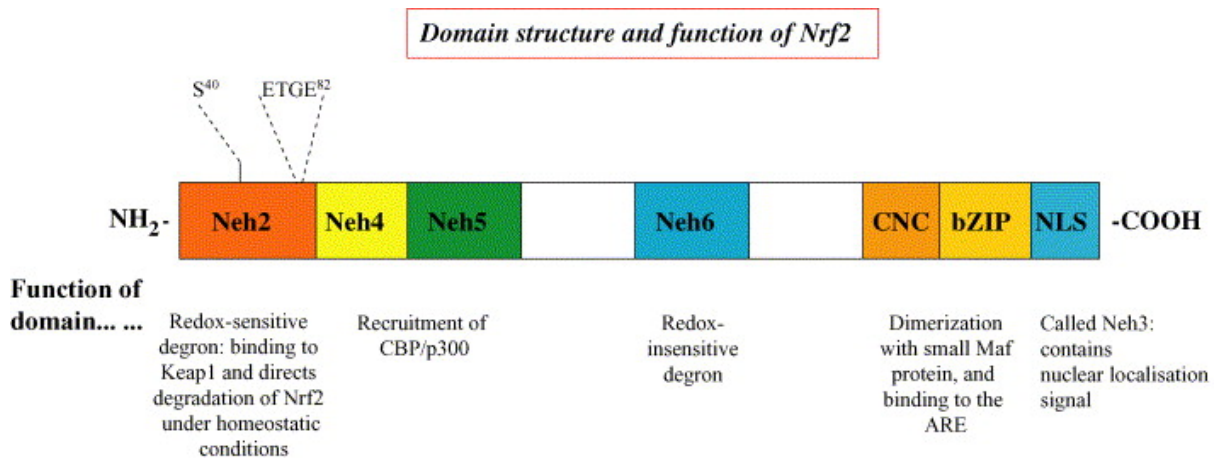 Domain structure and function of Nrf2
S⁴⁰
ETGE⁸²
NH₂-
Neh2
Neh4
Neh5
Neh6
CNC
bZIP
NLS
-COOH
Function of
domain... ...
Redox-sensitive
degron: binding to
Keap1 and directs
degradation of Nrf2
under homeostatic
conditions
Recruitment of
CBP/p300
Redox-
insensitive
degron
Dimerization
with small Maf
protein, and
binding to the
ARE
Called Neh3:
contains
nuclear localisation
signal